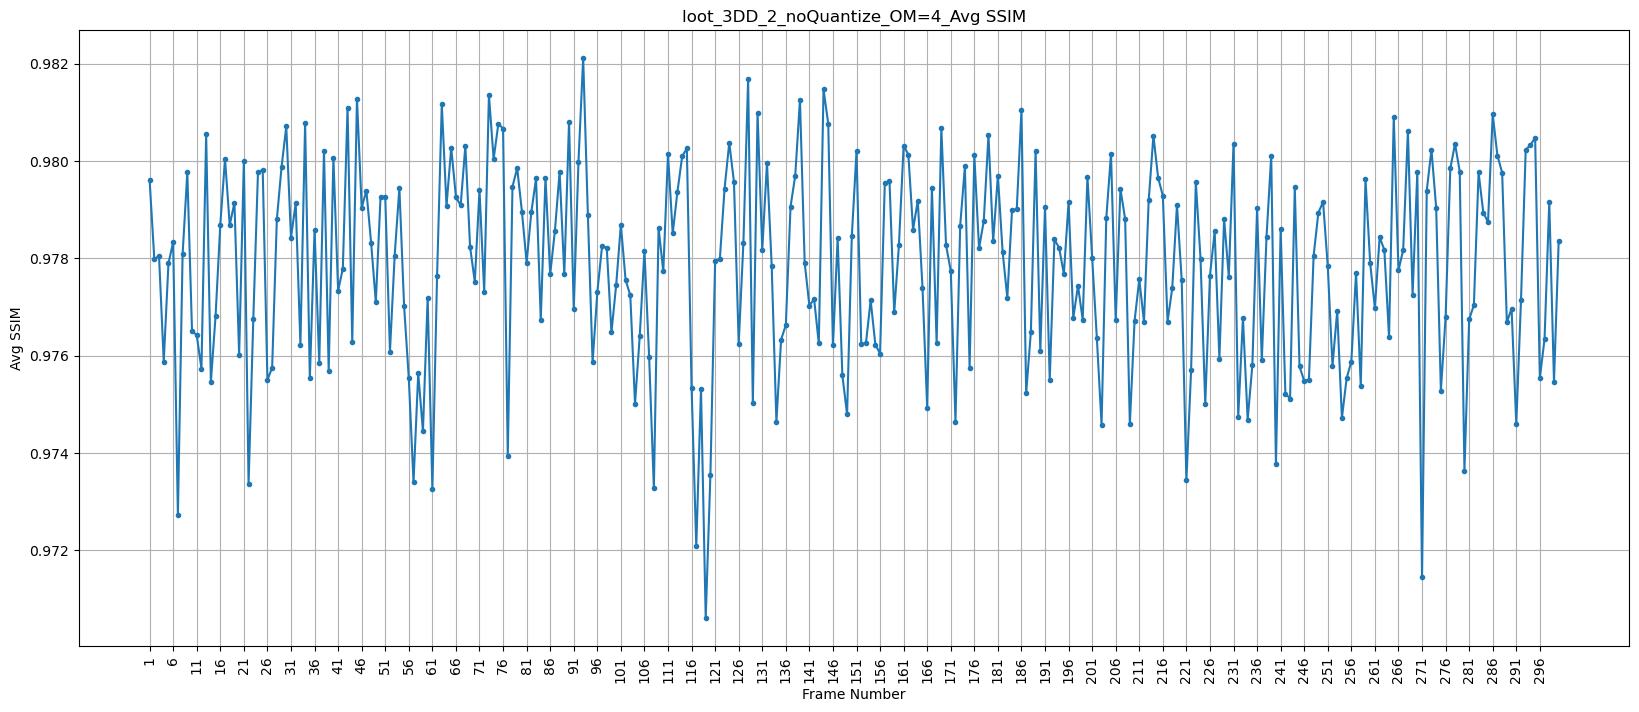 loot_3DD_2_noQuantize_OM=4_Avg SSIM
0.982
0.980
0.978
0.976
0.974
0.972
Avg SSIM
1 6 11 16 21 26 31 36 41 46 51 56 61 66 71 76 81 86 91 96 101 106 111 116 121 126 131 136 141 146 151 156 161 166 171 176 181 186 191 196 201 206 211 216 221 226 231 236 241 246 251 256 261 266 271 276 281 286 291 296
Frame Number